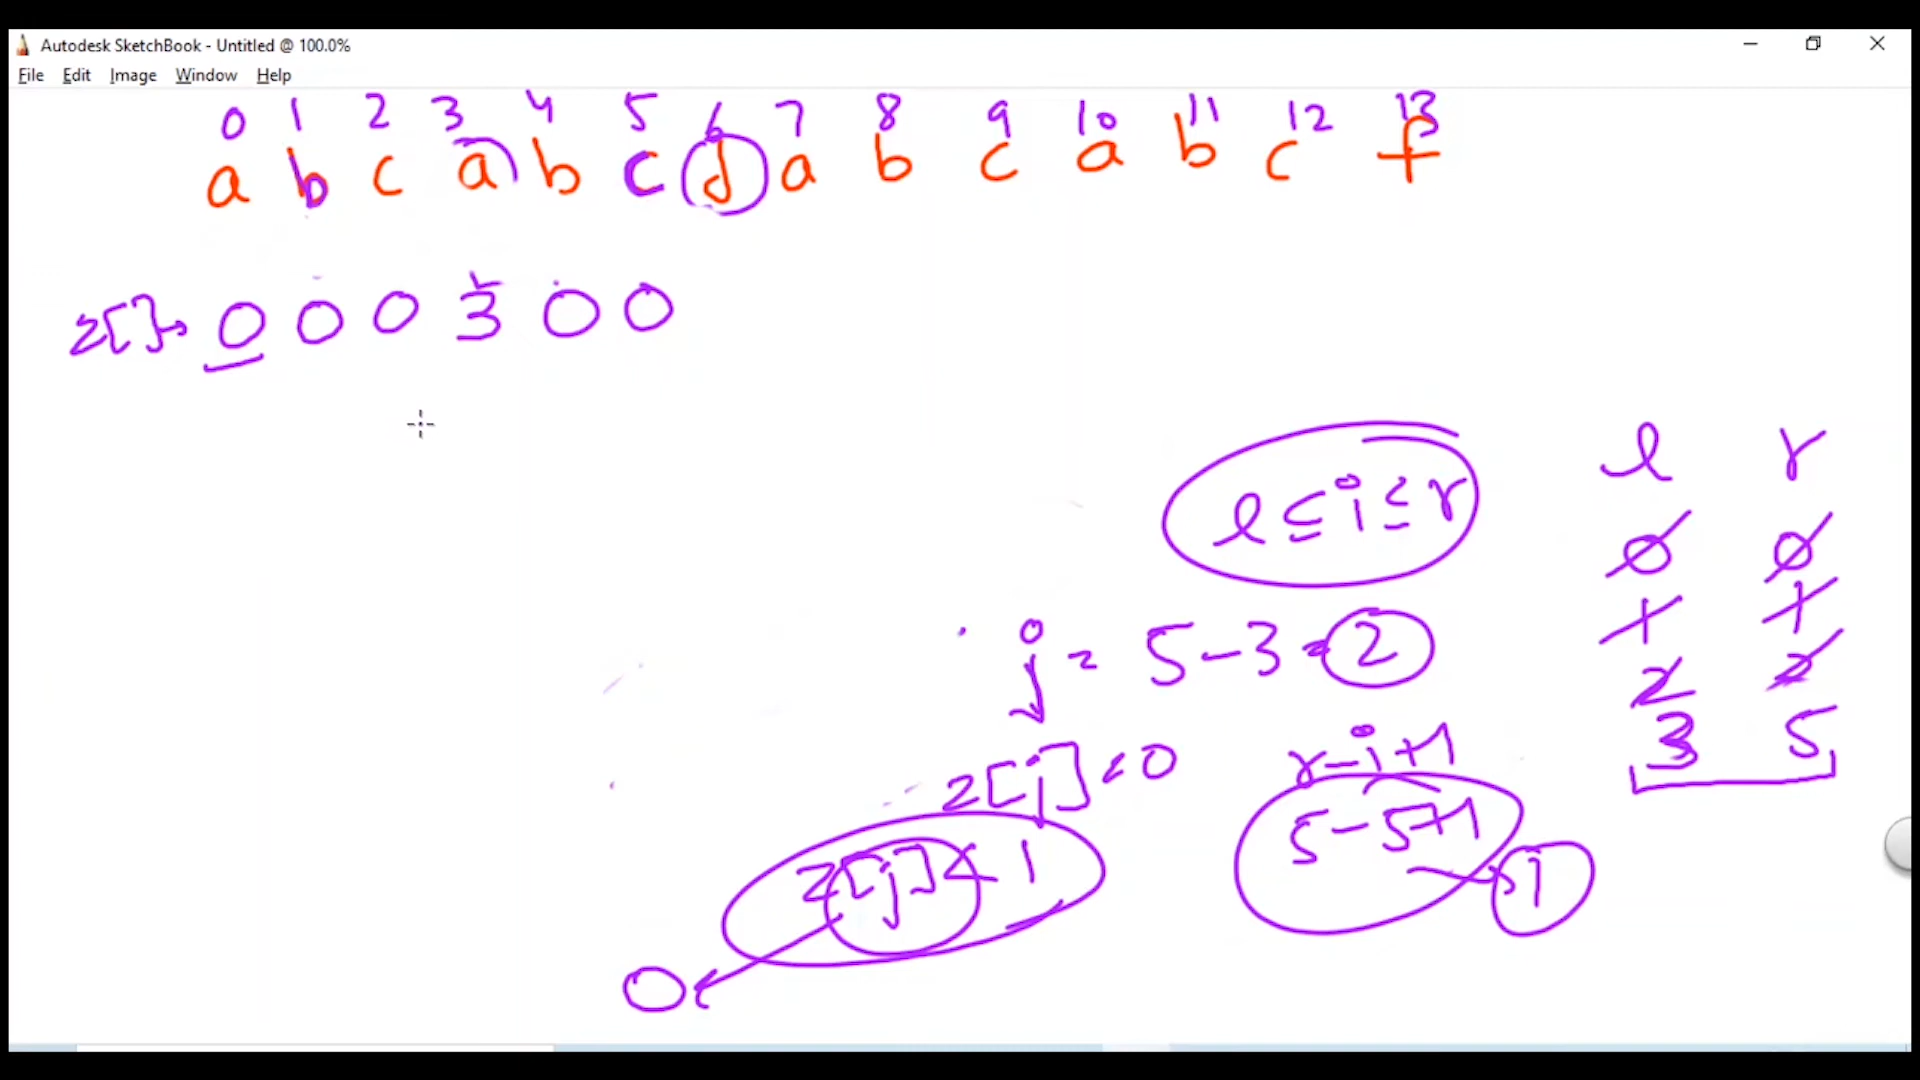 Autodesk SketchBook - Untitled @ 100.0%
File Edit Image Window Help
0 1 2 3 4 5 6 7 8 9 10 11 12 13
a b c a b c d a b c a b c f
z[]→ 0 0 0 3 0 0
l r
l ≤ i ≤ r
0 0
1 1
j = 5-3 = 2
2 2
3 5
z[j] = 0
r-i+1
5-5+1
z[j] < 1
1
0